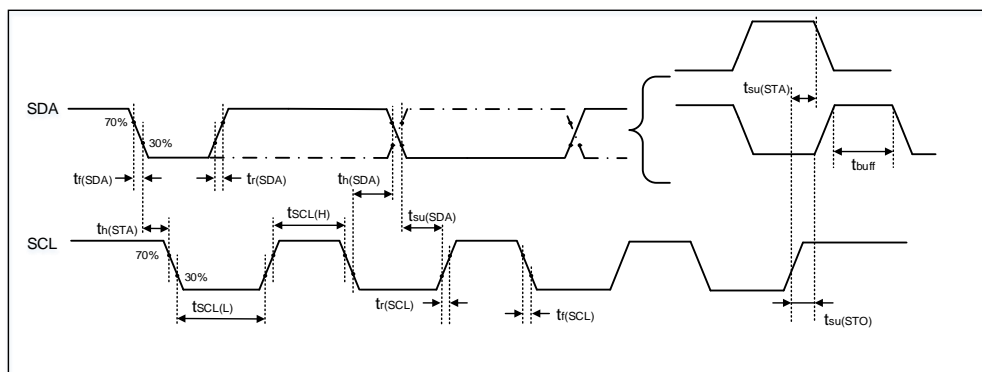 SDA
70%
30%
tf(SDA)
tr(SDA)
th(SDA)
tsu(STA)
tbuff
th(STA)
tSCL(H)
tsu(SDA)
SCL
70%
30%
tSCL(L)
tr(SCL)
tf(SCL)
tsu(STO)